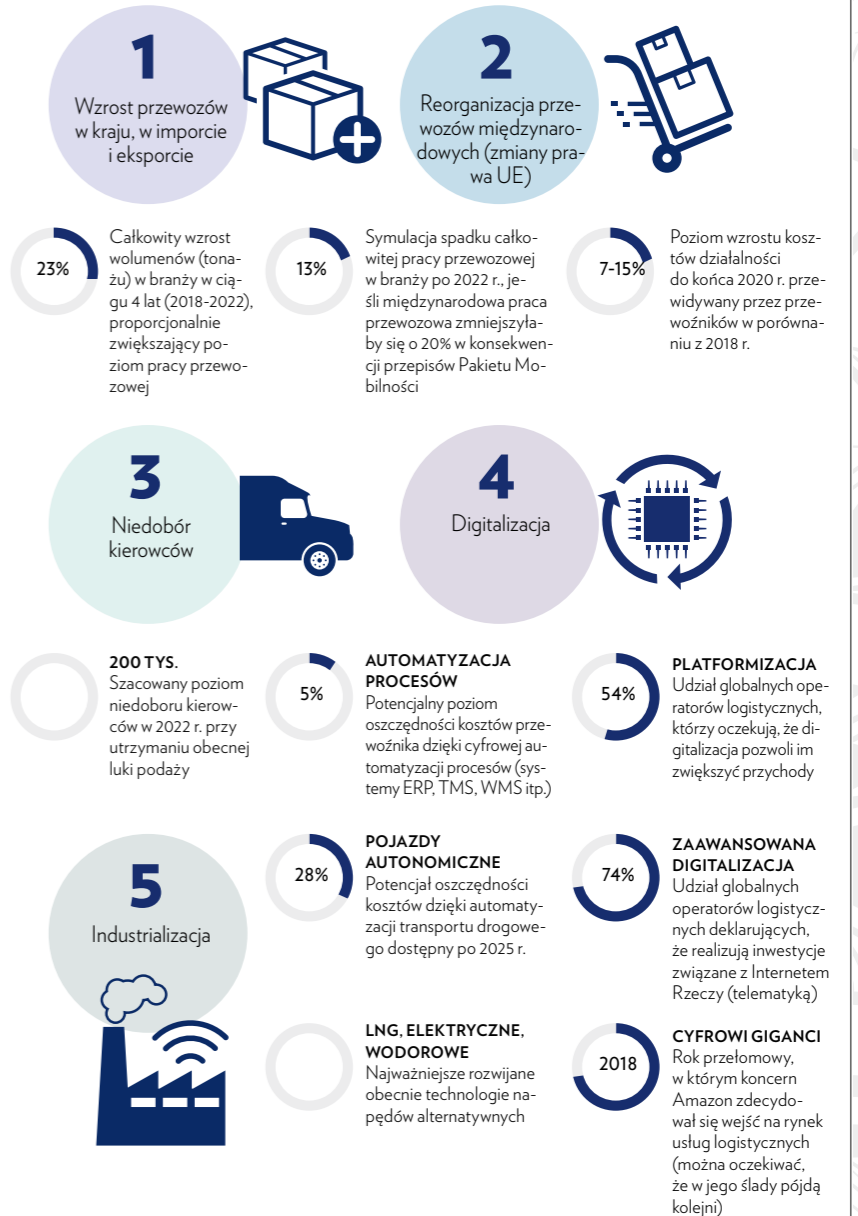 1
Wzrost przewozów
w kraju, w imporcie
i eksporcie
2
Reorganizacja prze-
wozów międzynaro-
dowych (zmiany pra-
wa UE)
23%
Całkowity wzrost
wolumenów (tona-
żu) w branży w cią-
gu 4 lat (2018-2022),
proporcjonalnie
zwiększający po-
ziom pracy przewo-
zowej
13%
Symulacja spadku całko-
witej pracy przewozowej
w branży po 2022 r., je-
śli międzynarodowa praca
przewozowa zmniejszyła-
by się o 20% w konsekwen-
cji przepisów Pakietu Mo-
bilności
7-15%
Poziom wzrostu kosz-
tów działalności
do końca 2020 r. prze-
widywany przez prze-
woźników w porówna-
niu z 2018 r.
3
Niedobór
kierowców
4
Digitalizacja
200 TYS.
Szacowany poziom
niedoboru kierow-
ców w 2022 r. przy
utrzymaniu obecnej
luki podaży
5%
AUTOMATYZACJA
PROCESÓW
Potencjalny poziom
oszczędności kosztów prze-
woźnika dzięki cyfrowej au-
tomatyzacji procesów (sys-
temy ERP, TMS, WMS itp.)
54%
PLATFORMIZACJA
Udział globalnych ope-
ratorów logistycznych,
którzy oczekują, że di-
gitalizacja pozwoli im
zwiększyć przychody
5
Industrializacja
28%
POJAZDY
AUTONOMICZNE
Potencjał oszczędności
kosztów dzięki automaty-
zacji transportu drogowe-
go dostępny po 2025 r.
74%
ZAAWANSOWANA
DIGITALIZACJA
Udział globalnych
operatorów logistycz-
nych deklarujących,
że realizują inwestycje
związane z Internetem
Rzeczy (telematyką)
LNG, ELEKTRYCZNE,
WODOROWE
Najważniejsze rozwijane
obecnie technologie na-
pędów alternatywnych
2018
CYFROWI GIGANCI
Rok przełomowy,
w którym koncern
Amazon zdecydo-
wał się wejść na rynek
usług logistycznych
(można oczekiwać,
że w jego ślady pójdą
kolejni)